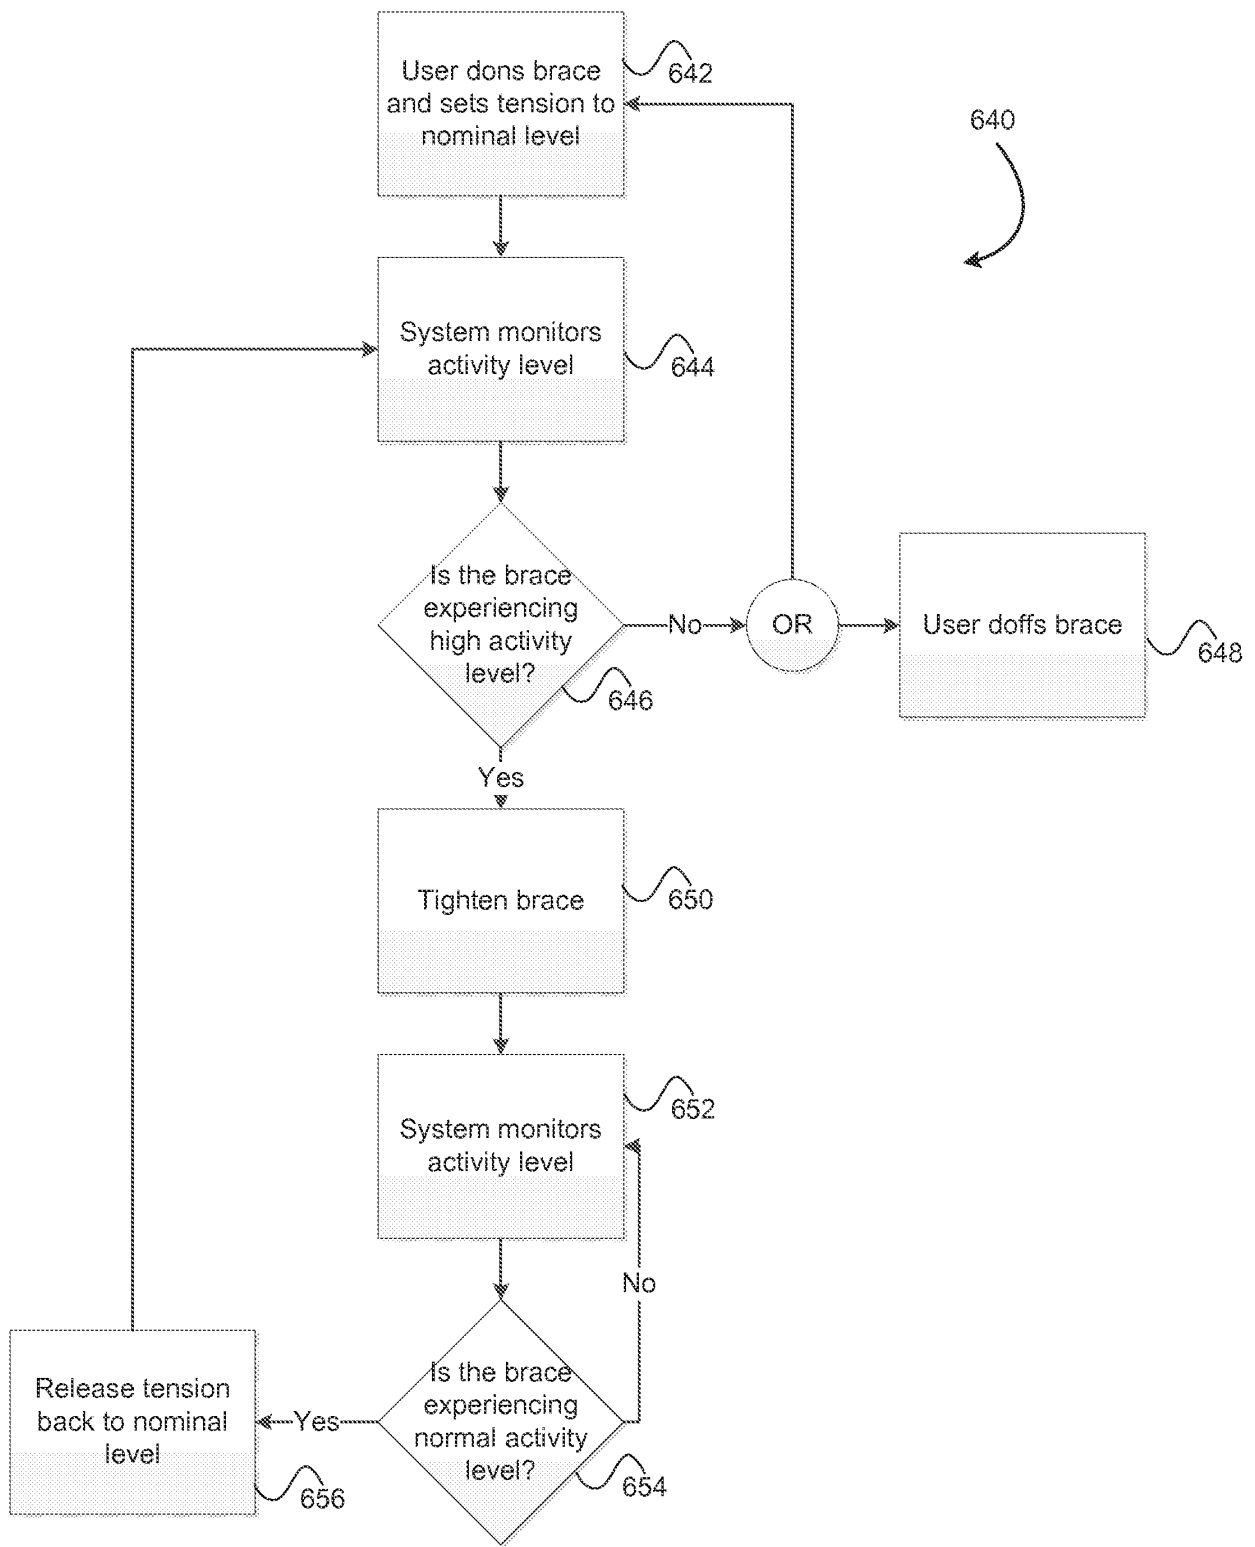 User dons brace
and sets tension to
nominal level
642
640
System monitors
activity level
644
Is the brace
experiencing
high activity
level?
646
No
OR
User doffs brace
648
Yes
Tighten brace
650
System monitors
activity level
652
No
Is the brace
experiencing
normal activity
level?
654
Yes
Release tension
back to nominal
level
656